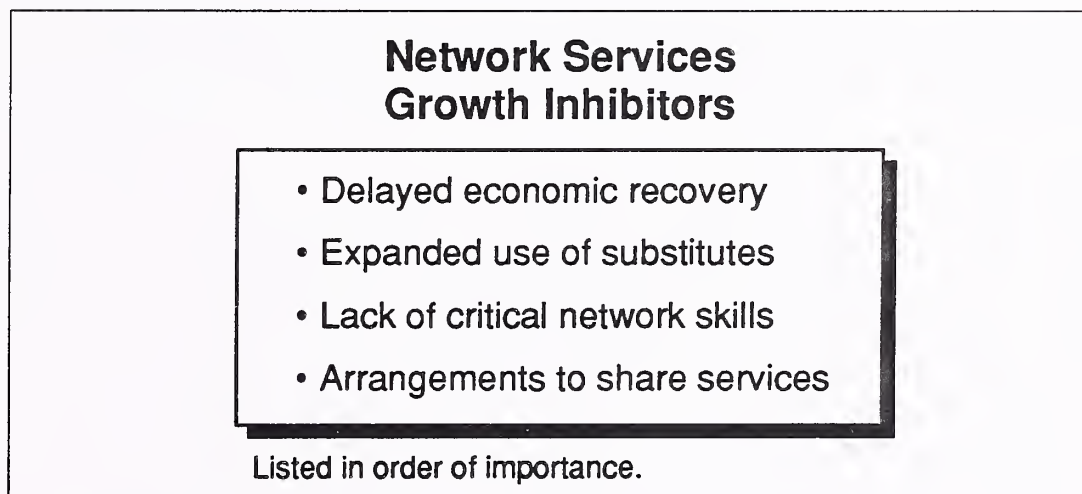 Network Services
Growth Inhibitors
• Delayed economic recovery
• Expanded use of substitutes
• Lack of critical network skills
• Arrangements to share services
Listed in order of importance.